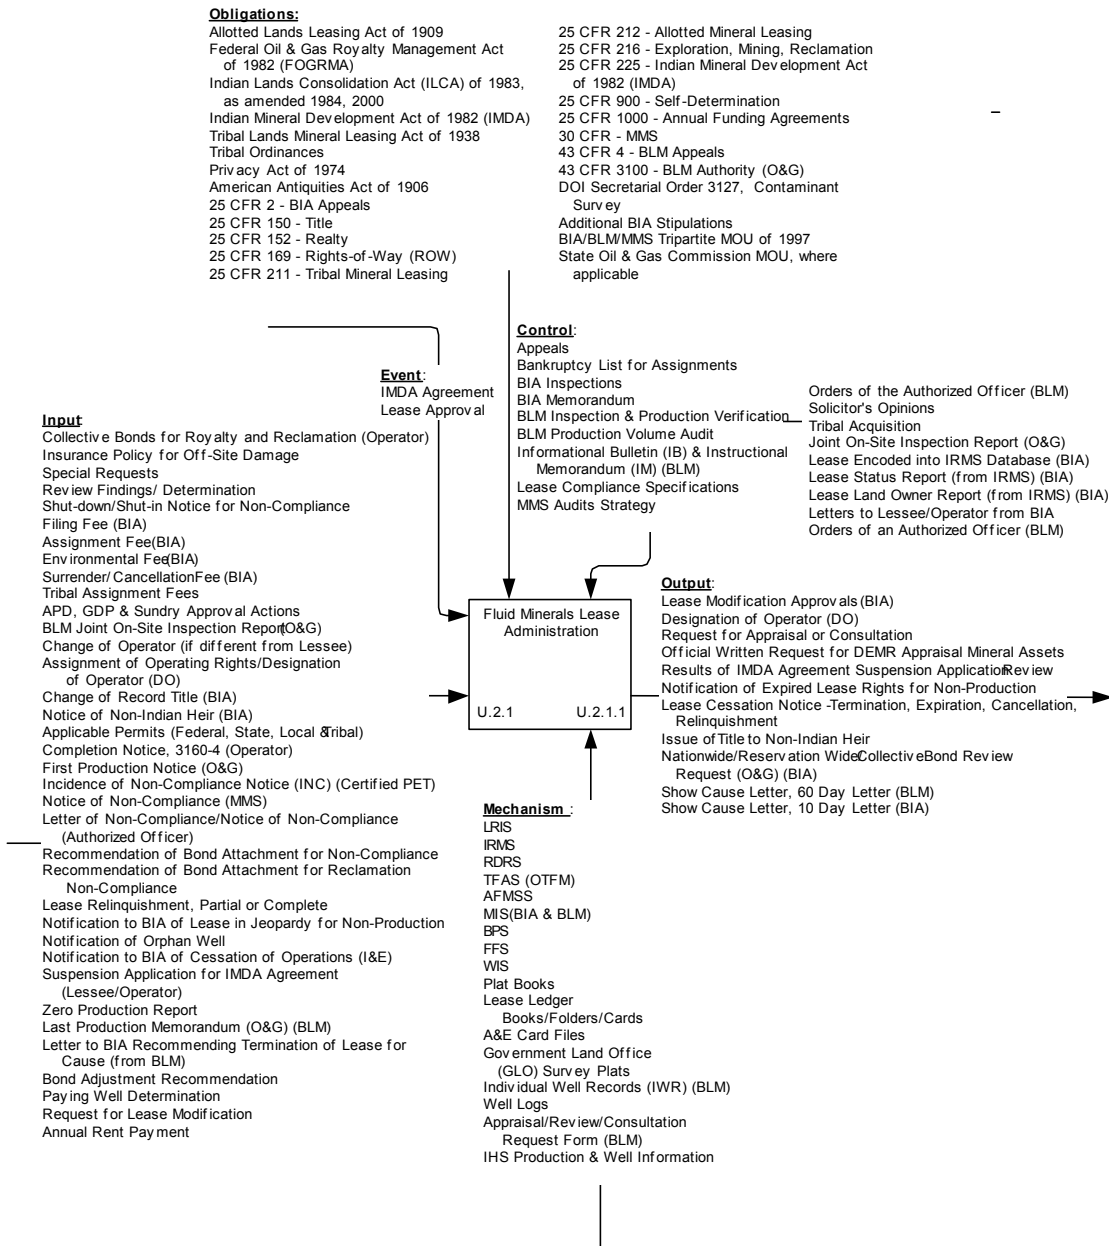 Obligations:
Allotted Lands Leasing Act of 1909
Federal Oil & Gas Royalty Management Act
of 1982 (FOGRMA)
Indian Lands Consolidation Act (ILCA) of 1983,
as amended 1984, 2000
Indian Mineral Development Act of 1982 (IMDA)
Tribal Lands Mineral Leasing Act of 1938
Tribal Ordinances
Privacy Act of 1974
American Antiquities Act of 1906
25 CFR 2 - BIA Appeals
25 CFR 150 - Title
25 CFR 152 - Realty
25 CFR 169 - Rights-of-Way (ROW)
25 CFR 211 - Tribal Mineral Leasing
25 CFR 212 - Allotted Mineral Leasing
25 CFR 216 - Exploration, Mining, Reclamation
25 CFR 225 - Indian Mineral Development Act
of 1982 (IMDA)
25 CFR 900 - Self-Determination
25 CFR 1000 - Annual Funding Agreements
30 CFR - MMS
43 CFR 4 - BLM Appeals
43 CFR 3100 - BLM Authority (O&G)
DOI Secretarial Order 3127, Contaminant
Survey
Additional BIA Stipulations
BIA/BLM/MMS Tripartite MOU of 1997
State Oil & Gas Commission MOU, where
applicable
Event:
IMDA Agreement
Lease Approval
Control:
Appeals
Bankruptcy List for Assignments
BIA Inspections
BIA Memorandum
BLM Inspection & Production Verification
BLM Production Volume Audit
Informational Bulletin (IB) & Instructional
Memorandum (IM) (BLM)
Lease Compliance Specifications
MMS Audits Strategy
Orders of the Authorized Officer (BLM)
Solicitor's Opinions
Tribal Acquisition
Joint On-Site Inspection Report (O&G)
Lease Encoded into IRMS Database (BIA)
Lease Status Report (from IRMS) (BIA)
Lease Land Owner Report (from IRMS) (BIA)
Letters to Lessee/Operator from BIA
Orders of an Authorized Officer (BLM)
Input:
Collective Bonds for Royalty and Reclamation (Operator)
Insurance Policy for Off-Site Damage
Special Requests
Review Findings/ Determination
Shut-down/Shut-in Notice for Non-Compliance
Filing Fee (BIA)
Assignment Fee(BIA)
Environmental Fee(BIA)
Surrender/ CancellationFee (BIA)
Tribal Assignment Fees
APD, GDP & Sundry Approval Actions
BLM Joint On-Site Inspection Report(O&G)
Change of Operator (if different from Lessee)
Assignment of Operating Rights/Designation
of Operator (DO)
Change of Record Title (BIA)
Notice of Non-Indian Heir (BIA)
Applicable Permits (Federal, State, Local &Tribal)
Completion Notice, 3160-4 (Operator)
First Production Notice (O&G)
Incidence of Non-Compliance Notice (INC) (Certified PET)
Notice of Non-Compliance (MMS)
Letter of Non-Compliance/Notice of Non-Compliance
(Authorized Officer)
Recommendation of Bond Attachment for Non-Compliance
Recommendation of Bond Attachment for Reclamation
Non-Compliance
Lease Relinquishment, Partial or Complete
Notification to BIA of Lease in Jeopardy for Non-Production
Notification of Orphan Well
Notification to BIA of Cessation of Operations (I&E)
Suspension Application for IMDA Agreement
(Lessee/Operator)
Zero Production Report
Last Production Memorandum (O&G) (BLM)
Letter to BIA Recommending Termination of Lease for
Cause (from BLM)
Bond Adjustment Recommendation
Paying Well Determination
Request for Lease Modification
Annual Rent Payment
Fluid Minerals Lease
Administration
U.2.1 U.2.1.1
Output:
Lease Modification Approvals (BIA)
Designation of Operator (DO)
Request for Appraisal or Consultation
Official Written Request for DEMR Appraisal Mineral Assets
Results of IMDA Agreement Suspension ApplicationReview
Notification of Expired Lease Rights for Non-Production
Lease Cessation Notice -Termination, Expiration, Cancellation,
Relinquishment
Issue of Title to Non-Indian Heir
Nationwide/Reservation Wide CollectiveBond Review
Request (O&G) (BIA)
Show Cause Letter, 60 Day Letter (BLM)
Show Cause Letter, 10 Day Letter (BIA)
Mechanism :
LRIS
IRMS
RDRS
TFAS (OTFM)
AFMSS
MIS(BIA & BLM)
BPS
FFS
WIS
Plat Books
Lease Ledger
Books/Folders/Cards
A&E Card Files
Government Land Office
(GLO) Survey Plats
Individual Well Records (IWR) (BLM)
Well Logs
Appraisal/Review/Consultation
Request Form (BLM)
IHS Production & Well Information